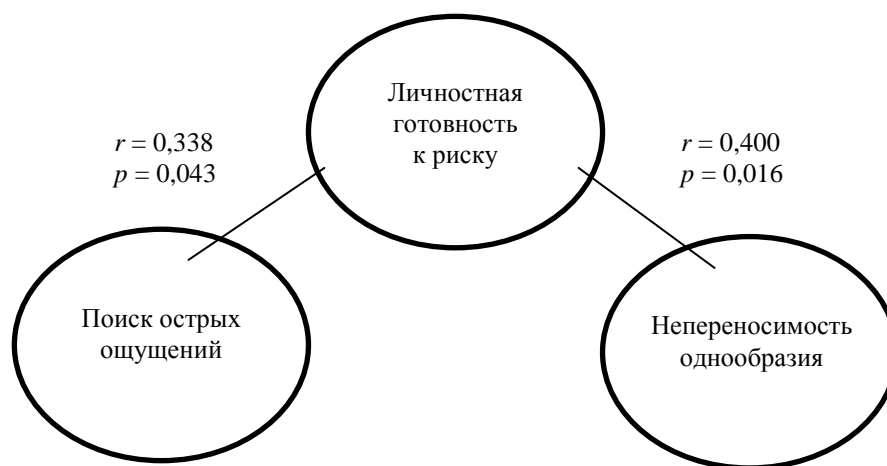 Личностная
готовность
к риску
r = 0,338
p = 0,043
r = 0,400
p = 0,016
Поиск острых
ощущений
Непереносимость
однообразия